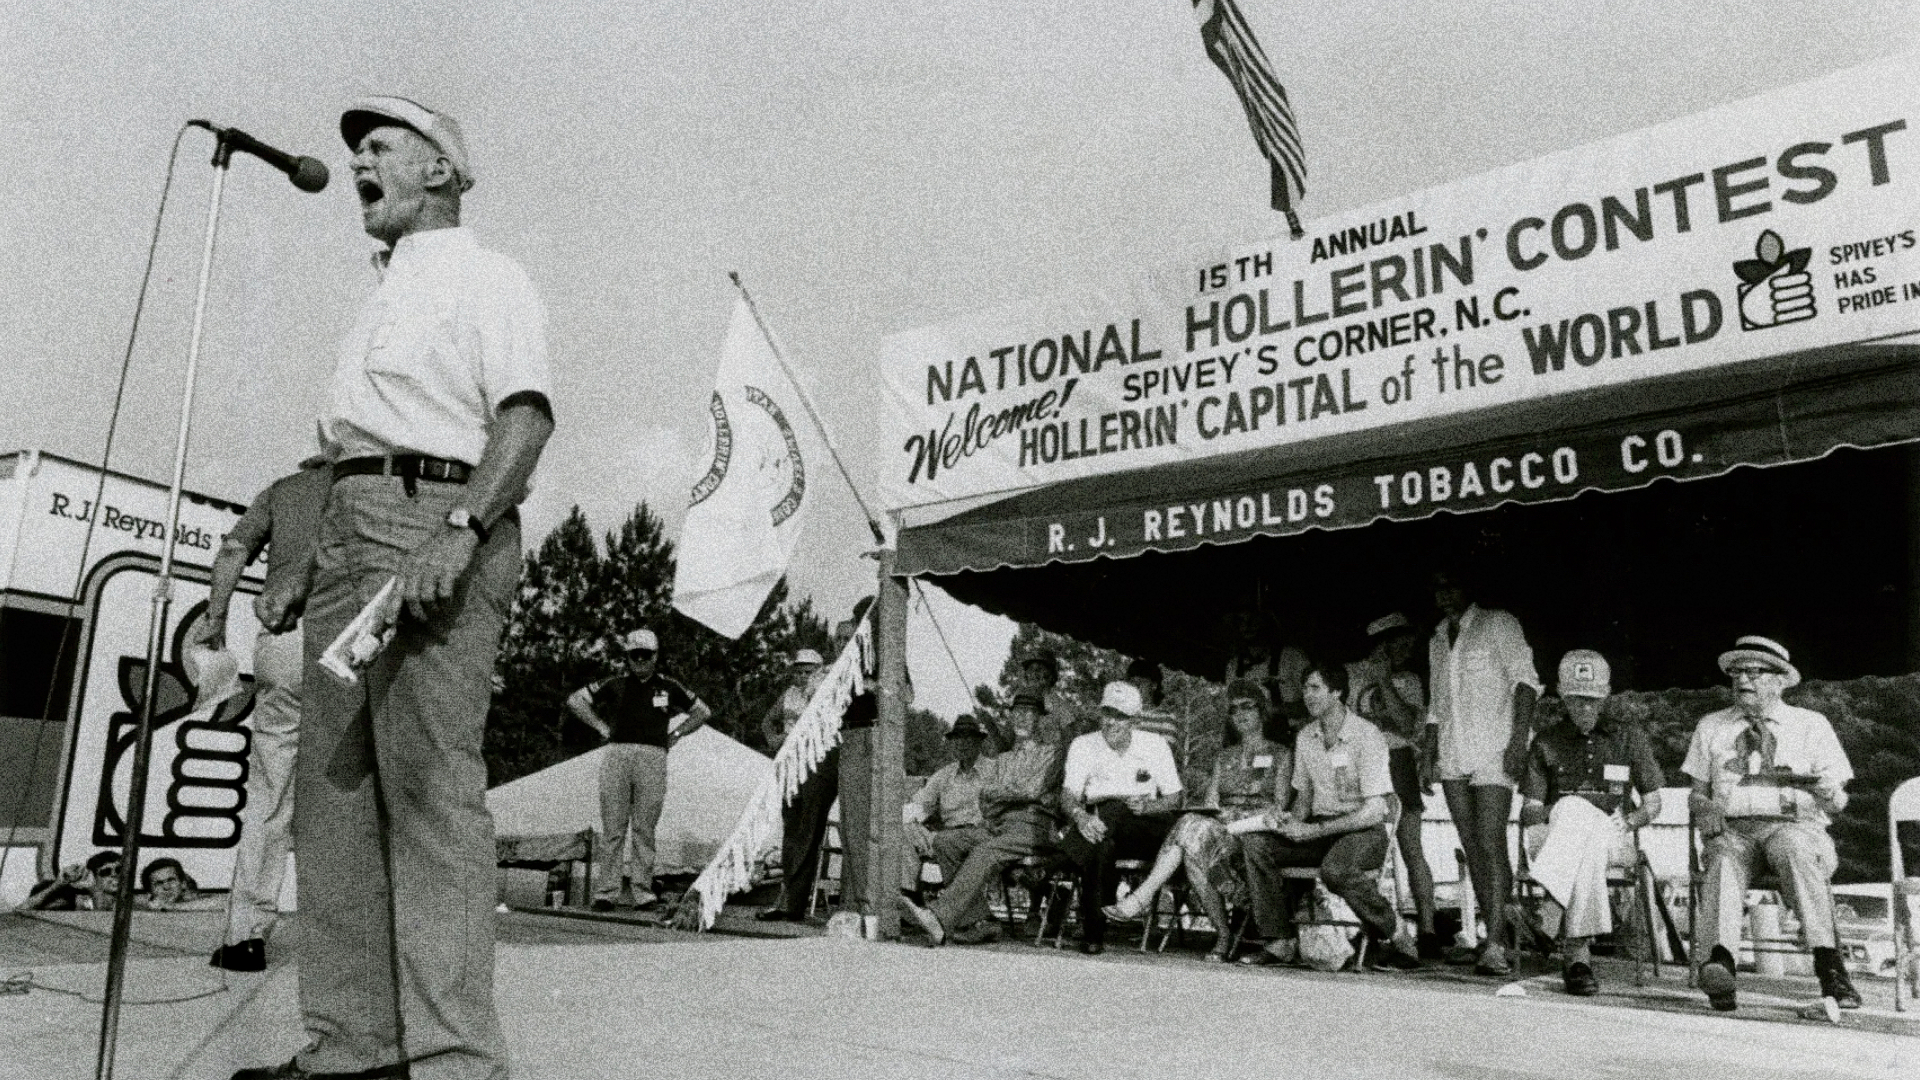 15TH ANNUAL
NATIONAL HOLLERIN' CONTEST
Welcome! SPIVEY'S CORNER, N.C.
HOLLERIN' CAPITAL of the WORLD
SPIVEY'S
HAS
PRIDE IN
R. J. REYNOLDS TOBACCO CO.
R.J. Reynolds